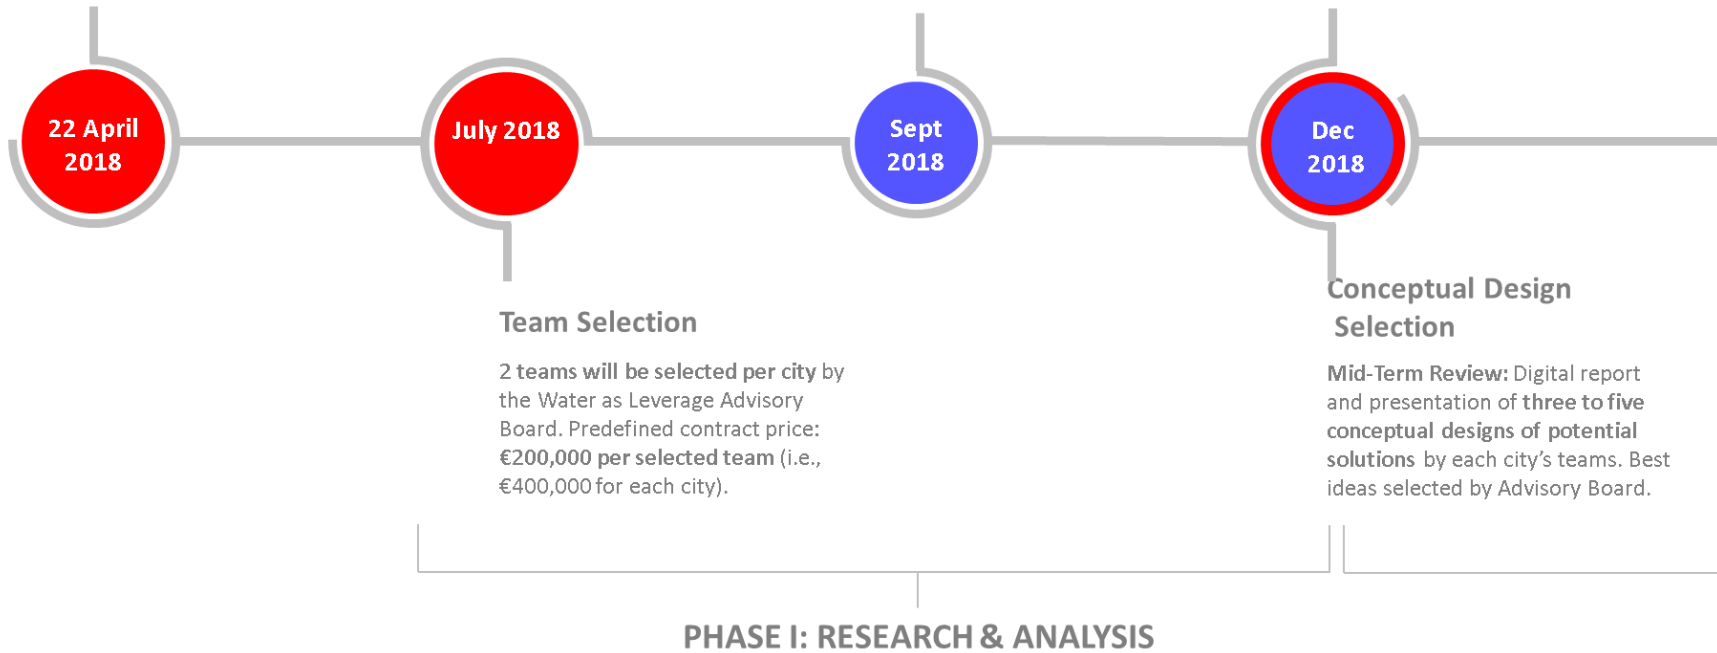 22 April
2018
July 2018
Sept
2018
Dec
2018
Team Selection
2 teams will be selected per city by
the Water as Leverage Advisory
Board. Predefined contract price:
€200,000 per selected team (i.e.,
€400,000 for each city).
Conceptual Design
Selection
Mid-Term Review: Digital report
and presentation of three to five
conceptual designs of potential
solutions by each city's teams. Best
ideas selected by Advisory Board.
PHASE I: RESEARCH & ANALYSIS